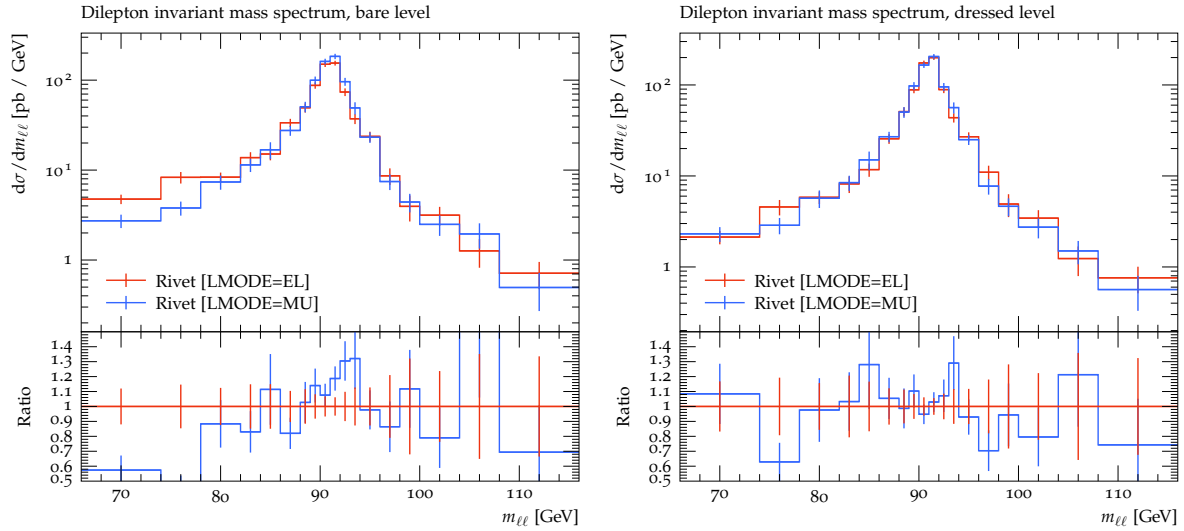 Dilepton invariant mass spectrum, bare level
dσ/dmℓℓ [pb / GeV]
10²
10¹
1
Rivet [LMODE=EL]
Rivet [LMODE=MU]
Ratio
1.4
1.3
1.2
1.1
1
0.9
0.8
0.7
0.6
0.5
70 80 90 100 110
mℓℓ [GeV]
Dilepton invariant mass spectrum, dressed level
dσ/dmℓℓ [pb / GeV]
10²
10¹
1
Rivet [LMODE=EL]
Rivet [LMODE=MU]
Ratio
1.4
1.3
1.2
1.1
1
0.9
0.8
0.7
0.6
0.5
70 80 90 100 110
mℓℓ [GeV]